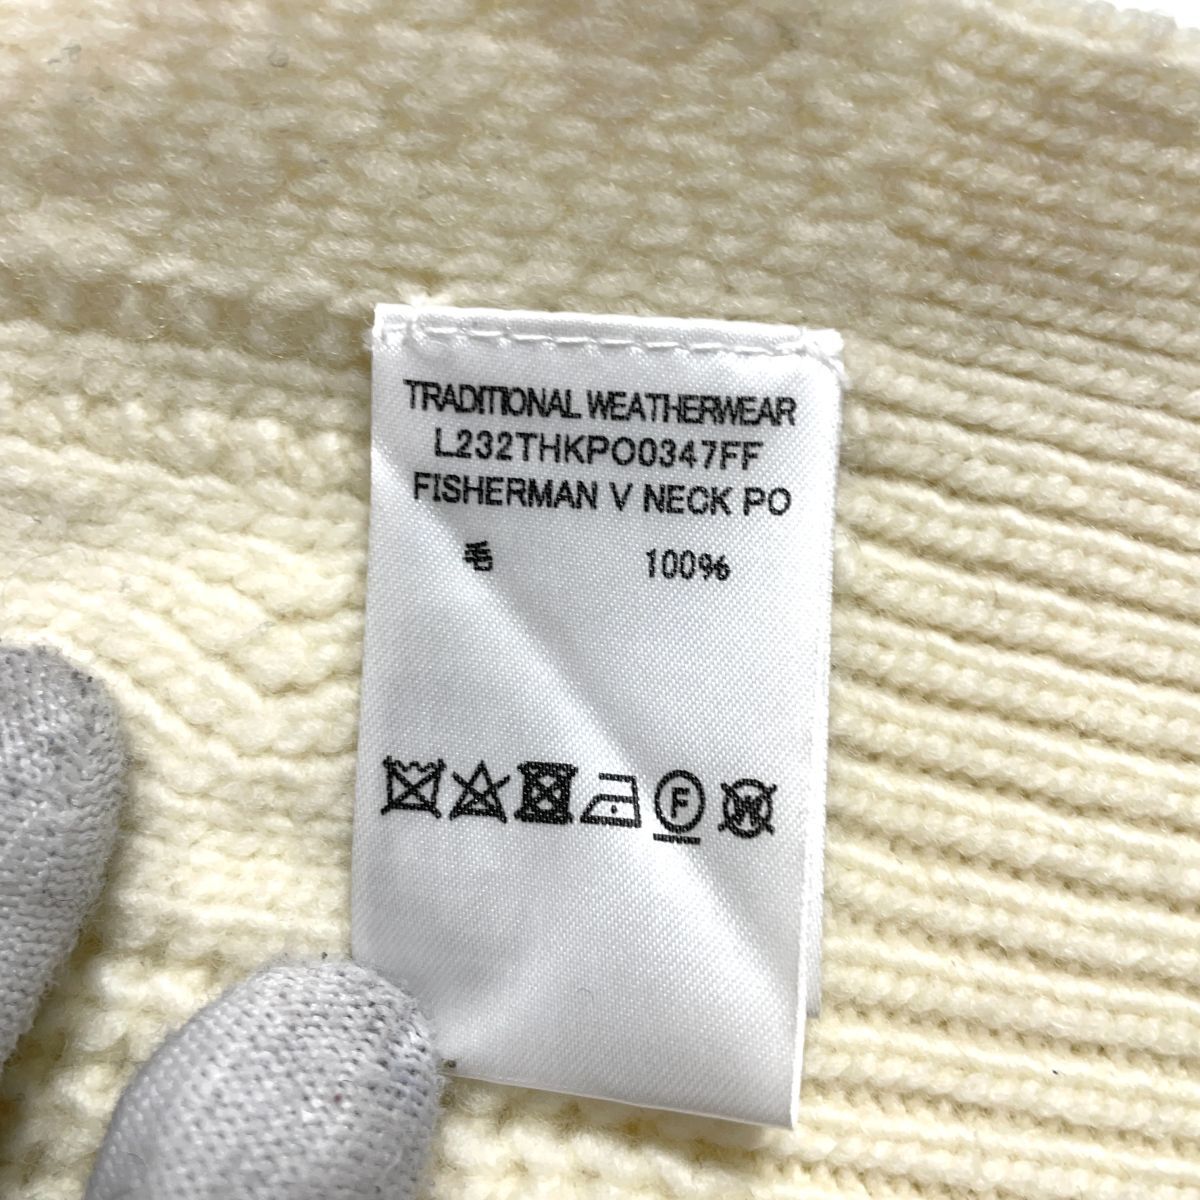 TRADITIONAL WEATHERWEAR
L232THKPO0347FF
FISHERMAN V NECK PO
毛 100%
F W